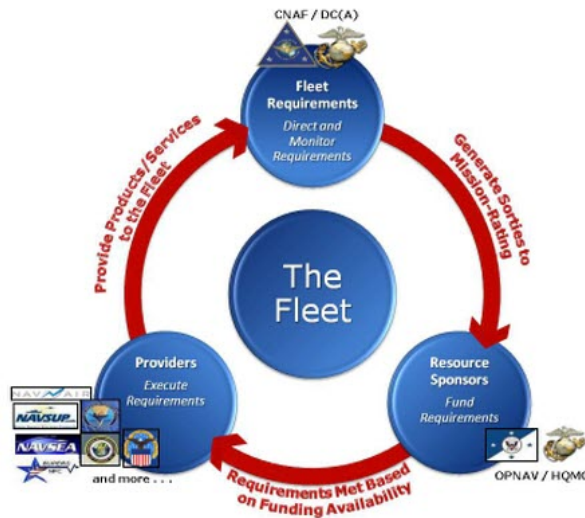 CNAF / DC(A)
Fleet
Requirements
Direct and
Monitor
Requirements
Provide Products/Services
to the Fleet
Generate Sorties to
Mission-Rating
The
Fleet
Providers
Execute
Requirements
Resource
Sponsors
Fund
Requirements
NAVAIR
NAVSUP
NAVSEA
and more . . .
OPNAV / HQMC
Requirements Met Based
on Funding Availability